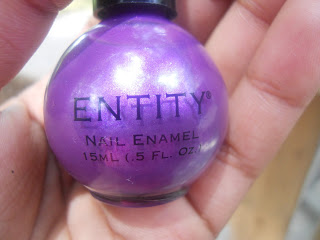 ENTITY®
NAIL ENAMEL
15ML (.5 FL. OZ.)